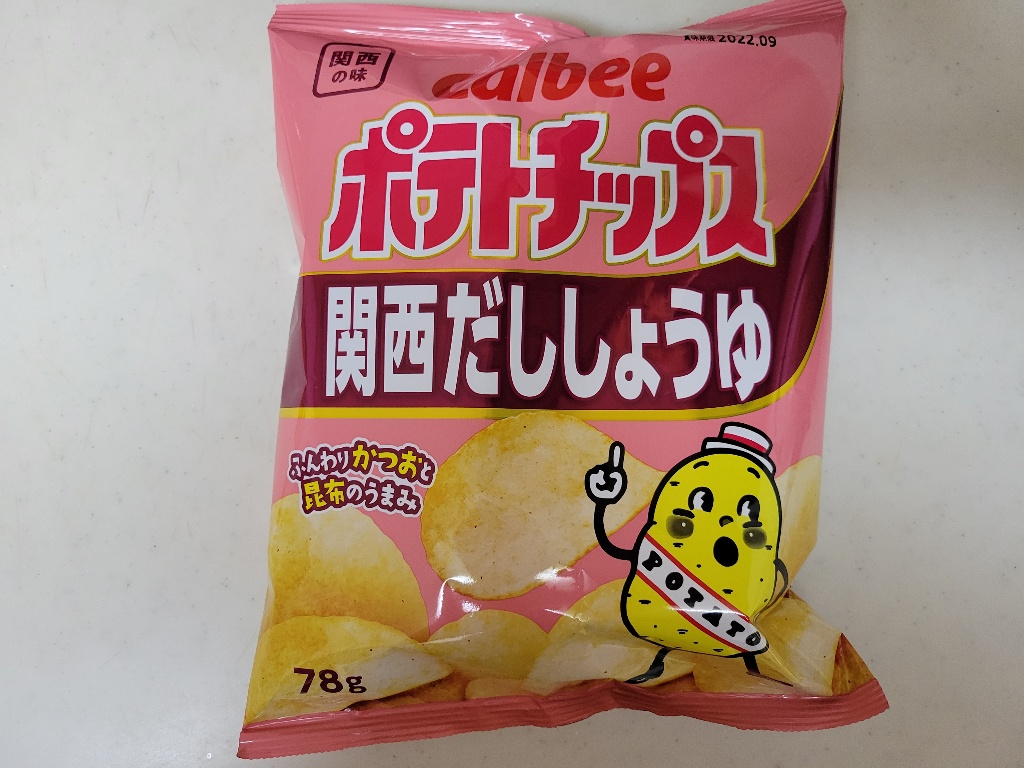 関西
の味
calbee
賞味期限 2022.09
ポテトチップス
関西だししょうゆ
ふんわりかつおと
昆布のうまみ
POTATO
78g